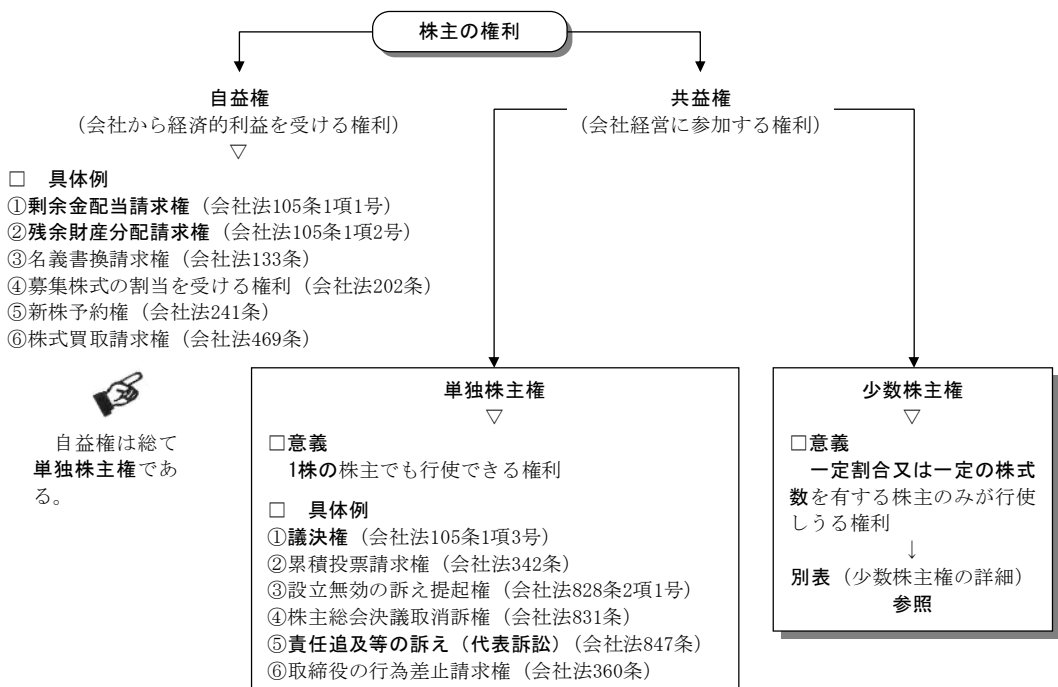 株主の権利
自益権
（会社から経済的利益を受ける権利）
▽
□　具体例
①剰余金配当請求権（会社法105条1項1号）
②残余財産分配請求権（会社法105条1項2号）
③名義書換請求権（会社法133条）
④募集株式の割当を受ける権利（会社法202条）
⑤新株予約権（会社法241条）
⑥株式買取請求権（会社法469条）
自益権は総て
単独株主権であ
る。
共益権
（会社経営に参加する権利）
単独株主権
▽
□意義
1株の株主でも行使できる権利
□　具体例
①議決権（会社法105条1項3号）
②累積投票請求権（会社法342条）
③設立無効の訴え提起権（会社法828条2項1号）
④株主総会決議取消訴権（会社法831条）
⑤責任追及等の訴え（代表訴訟）（会社法847条）
⑥取締役の行為差止請求権（会社法360条）
少数株主権
▽
□意義
一定割合又は一定の株式
数を有する株主のみが行使
しうる権利
↓
別表（少数株主権の詳細）
参照